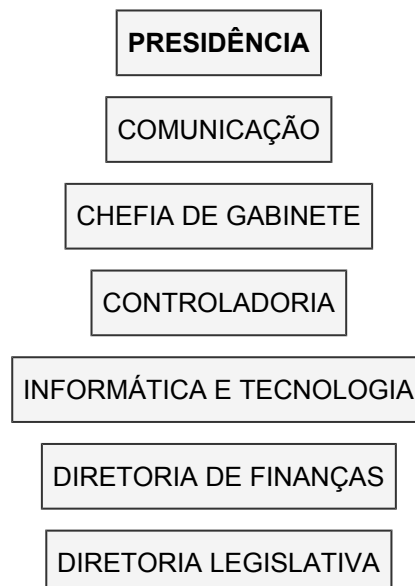 PRESIDÊNCIA
COMUNICAÇÃO
CHEFIA DE GABINETE
CONTROLADORIA
INFORMÁTICA E TECNOLOGIA
DIRETORIA DE FINANÇAS
DIRETORIA LEGISLATIVA